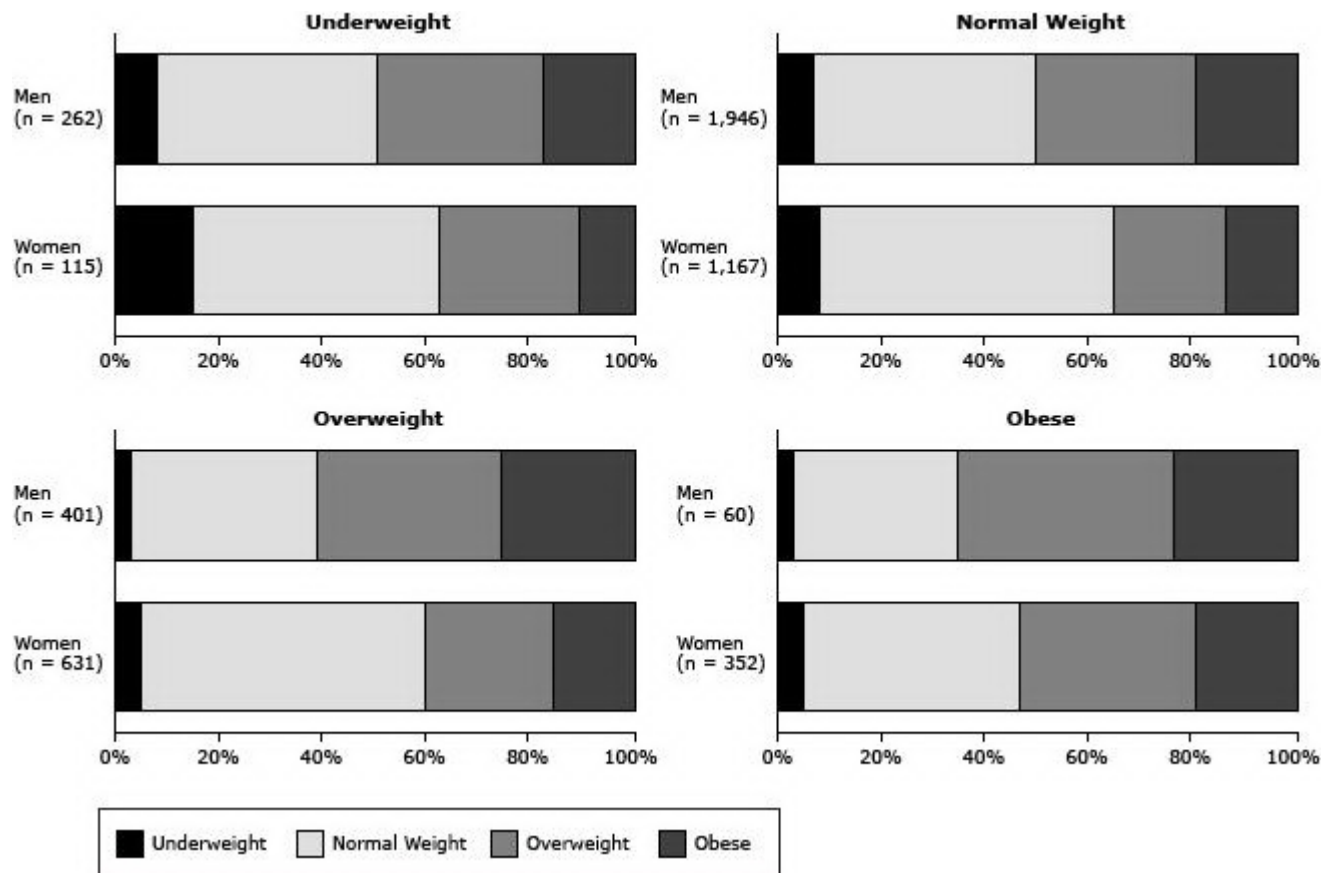 Underweight
Men
(n = 262)
Women
(n = 115)
0% 20% 40% 60% 80% 100%
Normal Weight
Men
(n = 1,946)
Women
(n = 1,167)
0% 20% 40% 60% 80% 100%
Overweight
Men
(n = 401)
Women
(n = 631)
0% 20% 40% 60% 80% 100%
Obese
Men
(n = 60)
Women
(n = 352)
0% 20% 40% 60% 80% 100%
Underweight Normal Weight Overweight Obese